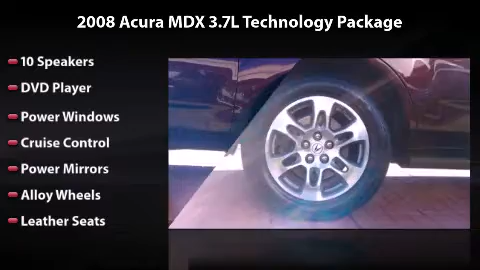 2008 Acura MDX 3.7L Technology Package
10 Speakers
DVD Player
Power Windows
Cruise Control
Power Mirrors
Alloy Wheels
Leather Seats